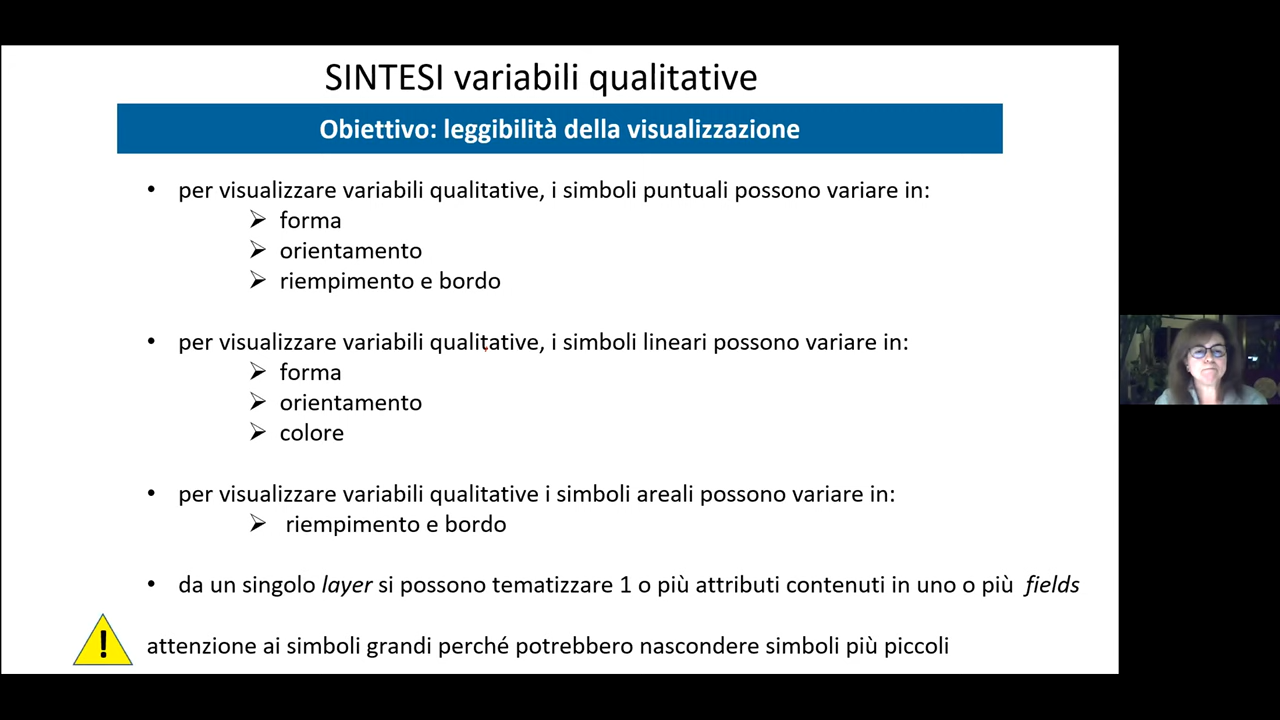 SINTESI variabili qualitative
Obiettivo: leggibilità della visualizzazione
• per visualizzare variabili qualitative, i simboli puntuali possono variare in:
➢ forma
➢ orientamento
➢ riempimento e bordo
• per visualizzare variabili qualitative, i simboli lineari possono variare in:
➢ forma
➢ orientamento
➢ colore
• per visualizzare variabili qualitative i simboli areali possono variare in:
➢ riempimento e bordo
• da un singolo layer si possono tematizzare 1 o più attributi contenuti in uno o più fields
! attenzione ai simboli grandi perché potrebbero nascondere simboli più piccoli